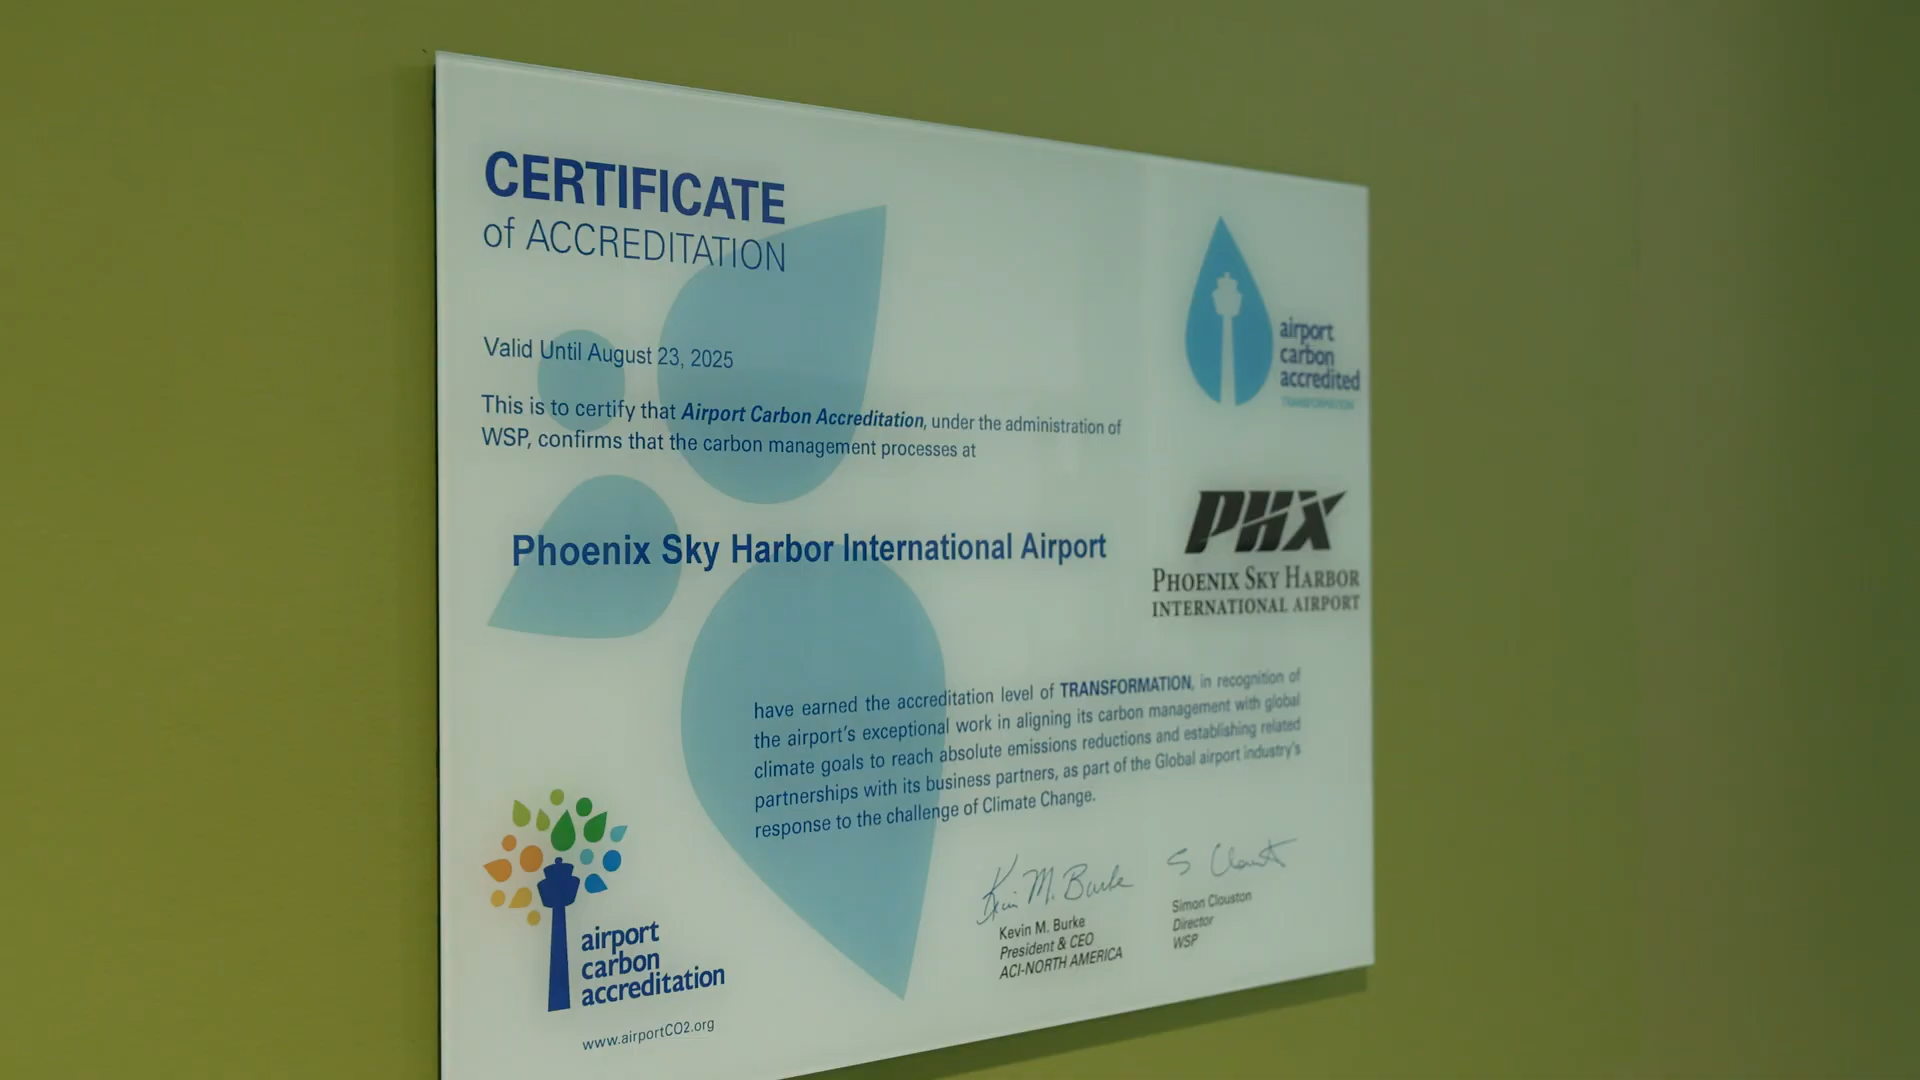 CERTIFICATE
of ACCREDITATION
Valid Until August 23, 2025
This is to certify that Airport Carbon Accreditation, under the administration of
WSP, confirms that the carbon management processes at
Phoenix Sky Harbor International Airport
airport
carbon
accredited
TRANSFORMATION
PHX
PHOENIX SKY HARBOR
INTERNATIONAL AIRPORT
have earned the accreditation level of TRANSFORMATION, in recognition of
the airport's exceptional work in aligning its carbon management with global
climate goals to reach absolute emissions reductions and establishing related
partnerships with its business partners, as part of the Global airport industry's
response to the challenge of Climate Change.
Kevin M. Burke
Kevin M. Burke
President & CEO
ACI-NORTH AMERICA
S Clouston
Simon Clouston
Director
WSP
airport
carbon
accreditation
www.airportCO2.org